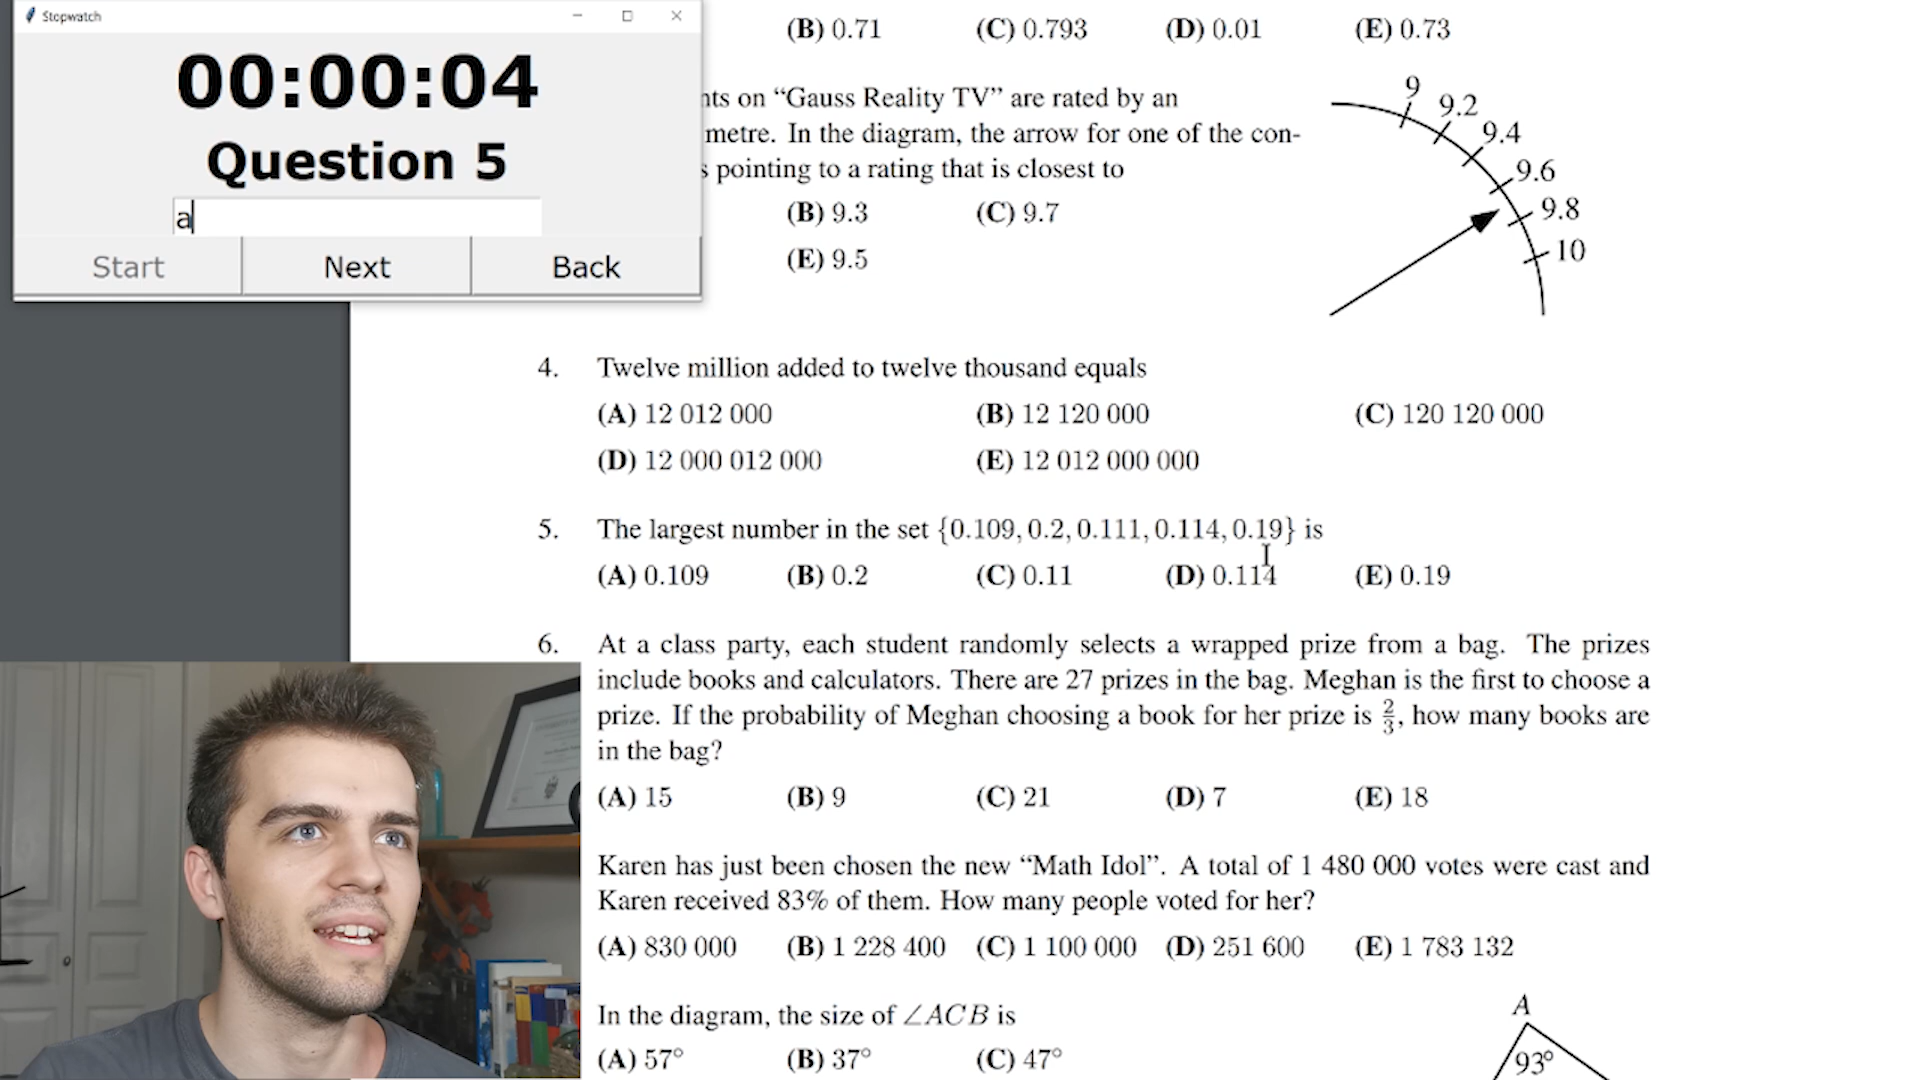 Stopwatch
00:00:04
Question 5
a
Start Next Back
(B) 0.71 (C) 0.793 (D) 0.01 (E) 0.73
nts on “Gauss Reality TV” are rated by an
metre. In the diagram, the arrow for one of the con-
s pointing to a rating that is closest to
(B) 9.3 (C) 9.7
(E) 9.5
9
9.2
9.4
9.6
9.8
10
4. Twelve million added to twelve thousand equals
(A) 12 012 000 (B) 12 120 000 (C) 120 120 000
(D) 12 000 012 000 (E) 12 012 000 000
5. The largest number in the set {0.109, 0.2, 0.111, 0.114, 0.19} is
(A) 0.109 (B) 0.2 (C) 0.11 (D) 0.114 (E) 0.19
6. At a class party, each student randomly selects a wrapped prize from a bag. The prizes
include books and calculators. There are 27 prizes in the bag. Meghan is the first to choose a
prize. If the probability of Meghan choosing a book for her prize is 2/3, how many books are
in the bag?
(A) 15 (B) 9 (C) 21 (D) 7 (E) 18
Karen has just been chosen the new “Math Idol”. A total of 1 480 000 votes were cast and
Karen received 83% of them. How many people voted for her?
(A) 830 000 (B) 1 228 400 (C) 1 100 000 (D) 251 600 (E) 1 783 132
In the diagram, the size of ∠ACB is
(A) 57° (B) 37° (C) 47°
A
93°